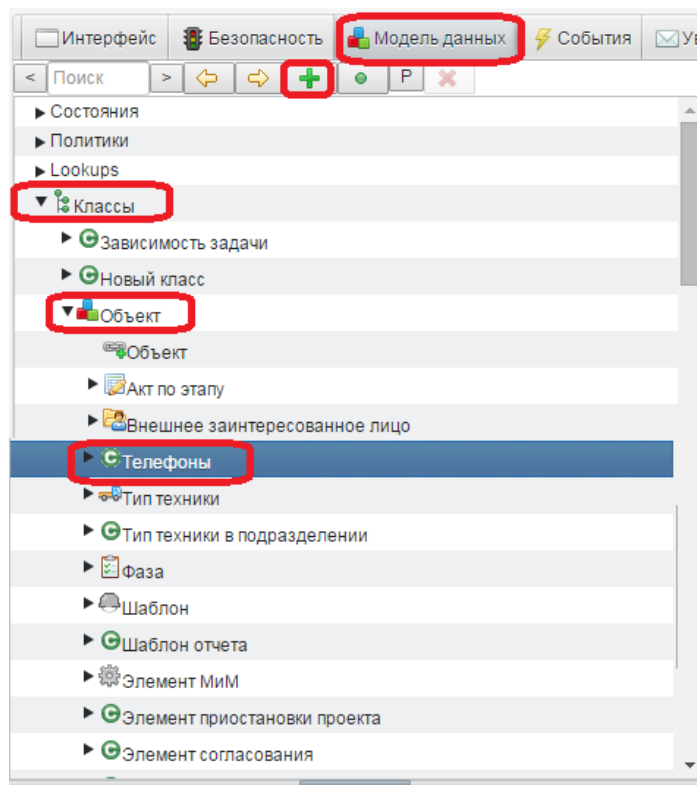 Интерфейс Безопасность Модель данных События Ув
< Поиск > P
Состояния
Политики
Lookups
Классы
Зависимость задачи
Новый класс
Объект
Объект
Акт по этапу
Внешнее заинтересованное лицо
Телефоны
Тип техники
Тип техники в подразделении
Фаза
Шаблон
Шаблон отчета
Элемент МиМ
Элемент приостановки проекта
Элемент согласования